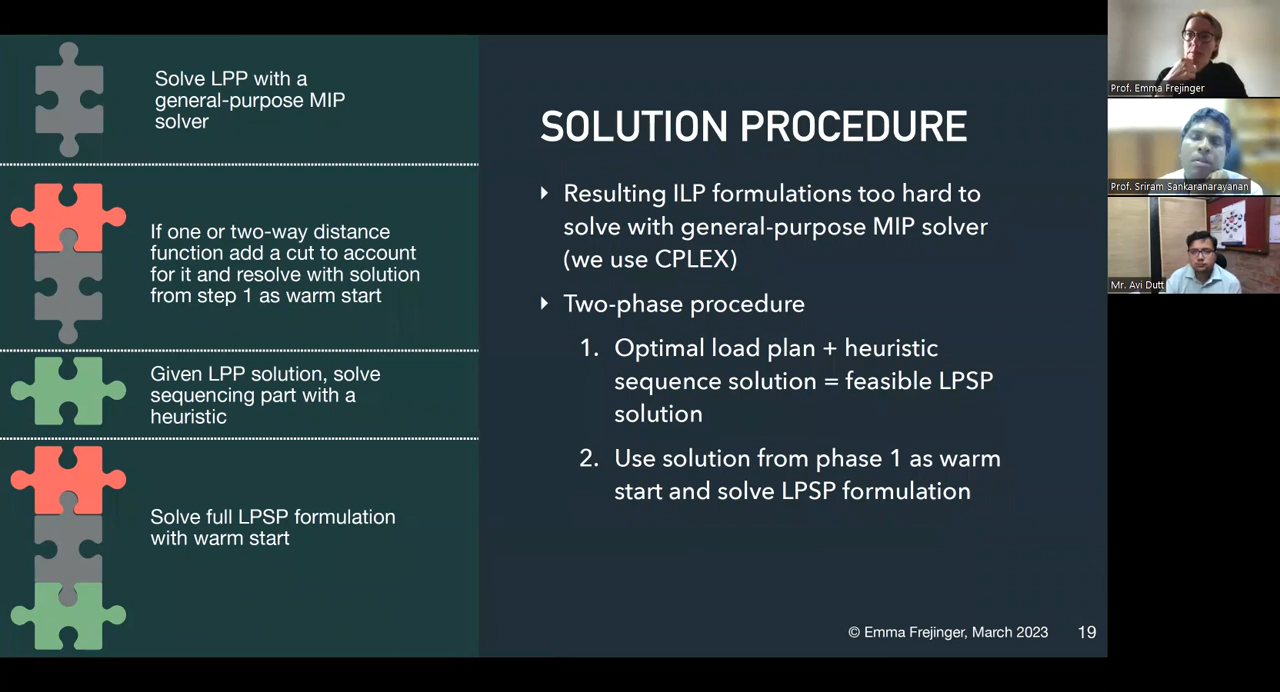 Solve LPP with a
general-purpose MIP
solver
If one or two-way distance
function add a cut to account
for it and resolve with solution
from step 1 as warm start
Given LPP solution, solve
sequencing part with a
heuristic
Solve full LPSP formulation
with warm start
SOLUTION PROCEDURE
Resulting ILP formulations too hard to
solve with general-purpose MIP solver
(we use CPLEX)
Two-phase procedure
1. Optimal load plan + heuristic
sequence solution = feasible LPSP
solution
2. Use solution from phase 1 as warm
start and solve LPSP formulation
© Emma Frejinger, March 2023 19
Prof. Emma Frejinger
Prof. Sriram Sankaranarayanan
Mr. Avi Dutt